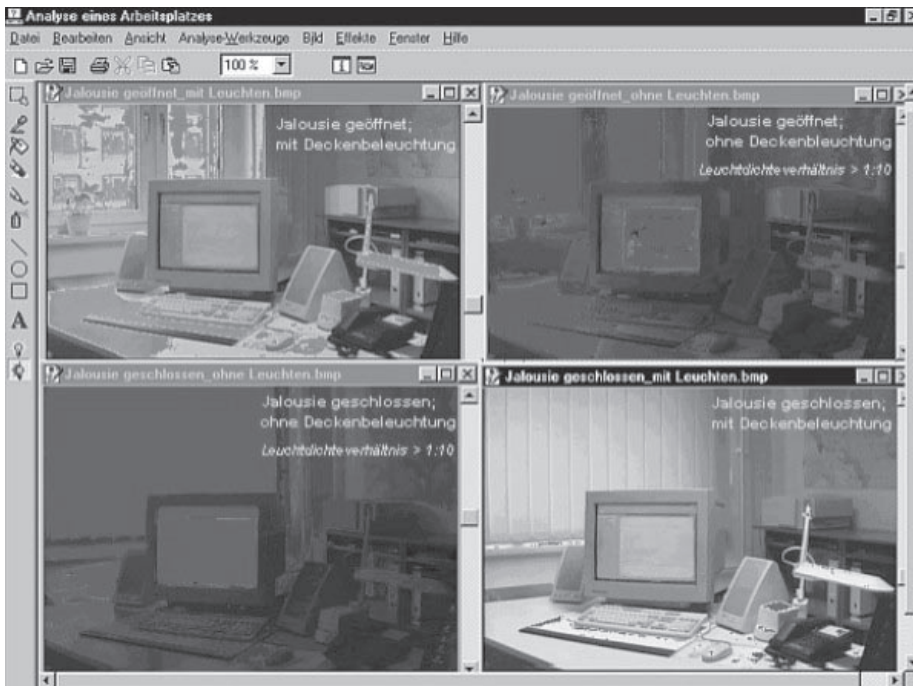 Analyse eines Arbeitsplatzes
Datei Bearbeiten Ansicht Analyse-Werkzeuge Bild Effekte Fenster Hilfe
100 %
Jalousie geöffnet_mit Leuchten.bmp
Jalousie geöffnet;
mit Deckenbeleuchtung
Jalousie geöffnet_ohne Leuchten.bmp
Jalousie geöffnet;
ohne Deckenbeleuchtung
Leuchtdichteverhältnis > 1:10
A
Jalousie geschlossen_ohne Leuchten.bmp
Jalousie geschlossen;
ohne Deckenbeleuchtung
Leuchtdichteverhältnis > 1:10
Jalousie geschlossen_mit Leuchten.bmp
Jalousie geschlossen;
mit Deckenbeleuchtung